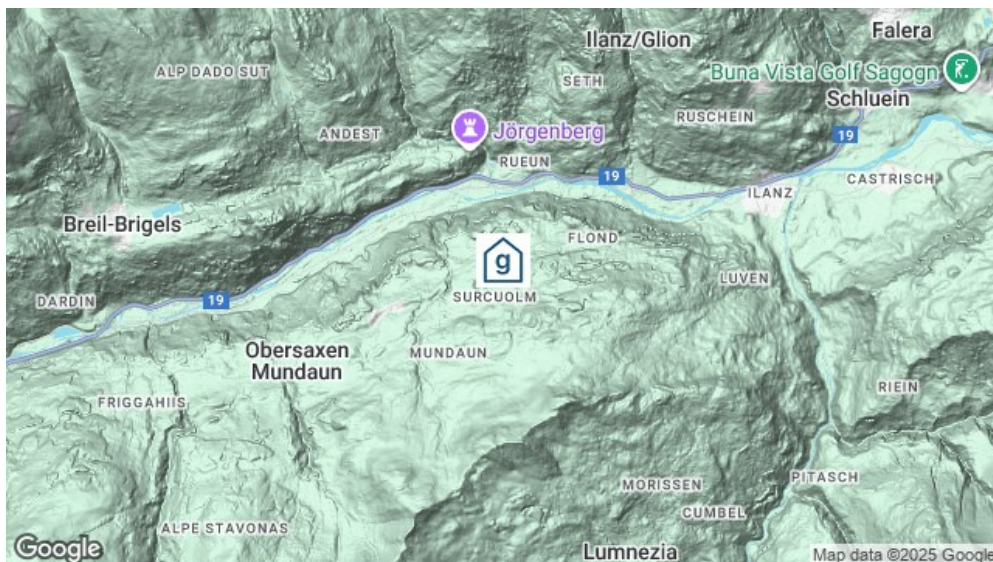 Falera
Ilanz/Glion
ALP DADO SUT
SETH
Buna Vista Golf Sagogn
Schluein
RUSCHEIN
ANDEST
Jörgenberg
19
RUEUN
19
CASTRISCH
ILANZ
Breil-Brigels
FLOND
g
LUVEN
DARDIN
19
SURCUOLM
Obersaxen
Mundaun
MUNDAUN
RIEIN
FRIGGAHIIS
PITASCH
MORISSEN
CUMBEL
ALPE STAVONAS
Google
Lumnezia
Map data ©2025 Google